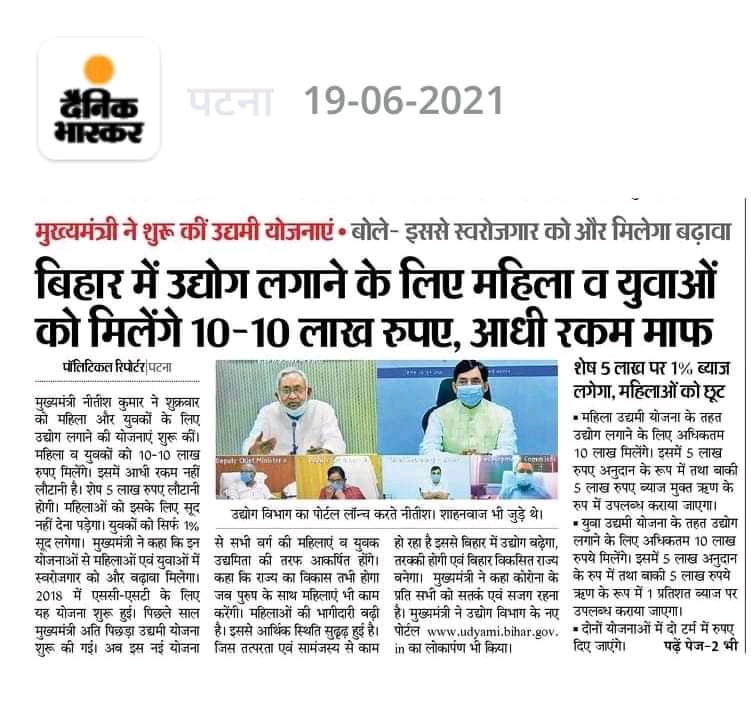 दैनिक
भास्कर
पटना 19-06-2021
मुख्यमंत्री ने शुरू कीं उद्यमी योजनाएं • बोले- इससे स्वरोजगार को और मिलेगा बढ़ावा
बिहार में उद्योग लगाने के लिए महिला व युवाओं
को मिलेंगे 10-10 लाख रुपए, आधी रकम माफ
पॉलिटिकल रिपोर्टर|पटना
मुख्यमंत्री नीतीश कुमार ने शुक्रवार
को महिला और युवकों के लिए
उद्योग लगाने की योजनाएं शुरू कीं।
महिला व युवकों को 10-10 लाख
रुपए मिलेंगे। इसमें आधी रकम नहीं
लौटानी है। शेष 5 लाख रुपए लौटानी
होगी। महिलाओं को इसके लिए सूद
नहीं देना पड़ेगा। युवकों को सिर्फ 1%
सूद लगेगा। मुख्यमंत्री ने कहा कि इन
योजनाओं से महिलाओं एवं युवाओं में
स्वरोजगार को और बढ़ावा मिलेगा।
2018 में एससी-एसटी के लिए
यह योजना शुरू हुई। पिछले साल
मुख्यमंत्री अति पिछड़ा उद्यमी योजना
शुरू की गई। अब इस नई योजना
Deputy Chief Minister
Development Commissi
उद्योग विभाग का पोर्टल लॉन्च करते नीतीश। शाहनवाज भी जुड़े थे।
से सभी वर्ग की महिलाएं व युवक
उद्यमिता की तरफ आकर्षित होंगे।
कहा कि राज्य का विकास तभी होगा
जब पुरुष के साथ महिलाएं भी काम
करेंगी। महिलाओं की भागीदारी बढ़ी
है। इससे आर्थिक स्थिति सुदृढ़ हुई है।
जिस तत्परता एवं सामंजस्य से काम
हो रहा है इससे बिहार में उद्योग बढ़ेगा,
तरक्की होगी एवं बिहार विकसित राज्य
बनेगा। मुख्यमंत्री ने कहा कोरोना के
प्रति सभी को सतर्क एवं सजग रहना
है। मुख्यमंत्री ने उद्योग विभाग के नए
पोर्टल www.udyami.bihar.gov.
in का लोकार्पण भी किया।
शेष 5 लाख पर 1% ब्याज
लगेगा, महिलाओं को छूट
▪ महिला उद्यमी योजना के तहत
उद्योग लगाने के लिए अधिकतम
10 लाख मिलेंगे। इसमें 5 लाख
रुपए अनुदान के रूप में तथा बाकी
5 लाख रुपए ब्याज मुक्त ऋण के
रुप में उपलब्ध कराया जाएगा।
▪ युवा उद्यमी योजना के तहत उद्योग
लगाने के लिए अधिकतम 10 लाख
रुपये मिलेंगे। इसमें 5 लाख अनुदान
के रुप में तथा बाकी 5 लाख रुपये
ऋण के रूप में 1 प्रतिशत ब्याज पर
उपलब्ध कराया जाएगा।
▪ दोनों योजनाओं में दो टर्म में रुपए
दिए जाएंगे। पढ़ें पेज-2 भी